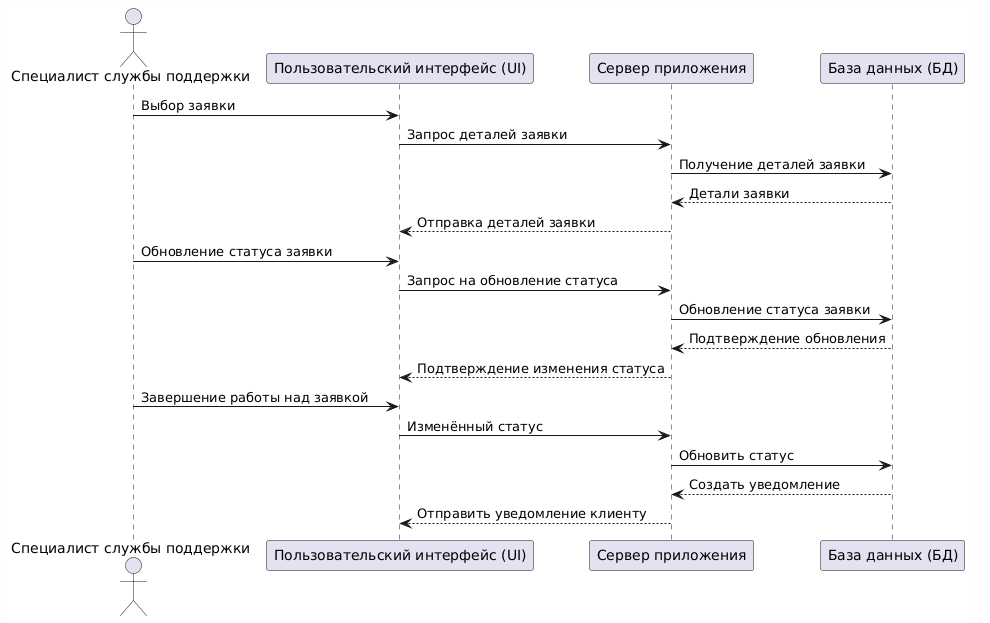 Специалист службы поддержки
Пользовательский интерфейс (UI)
Сервер приложения
База данных (БД)
Выбор заявки
Запрос деталей заявки
Получение деталей заявки
Детали заявки
Отправка деталей заявки
Обновление статуса заявки
Запрос на обновление статуса
Обновление статуса заявки
Подтверждение обновления
Подтверждение изменения статуса
Завершение работы над заявкой
Изменённый статус
Обновить статус
Создать уведомление
Отправить уведомление клиенту
Специалист службы поддержки
Пользовательский интерфейс (UI)
Сервер приложения
База данных (БД)